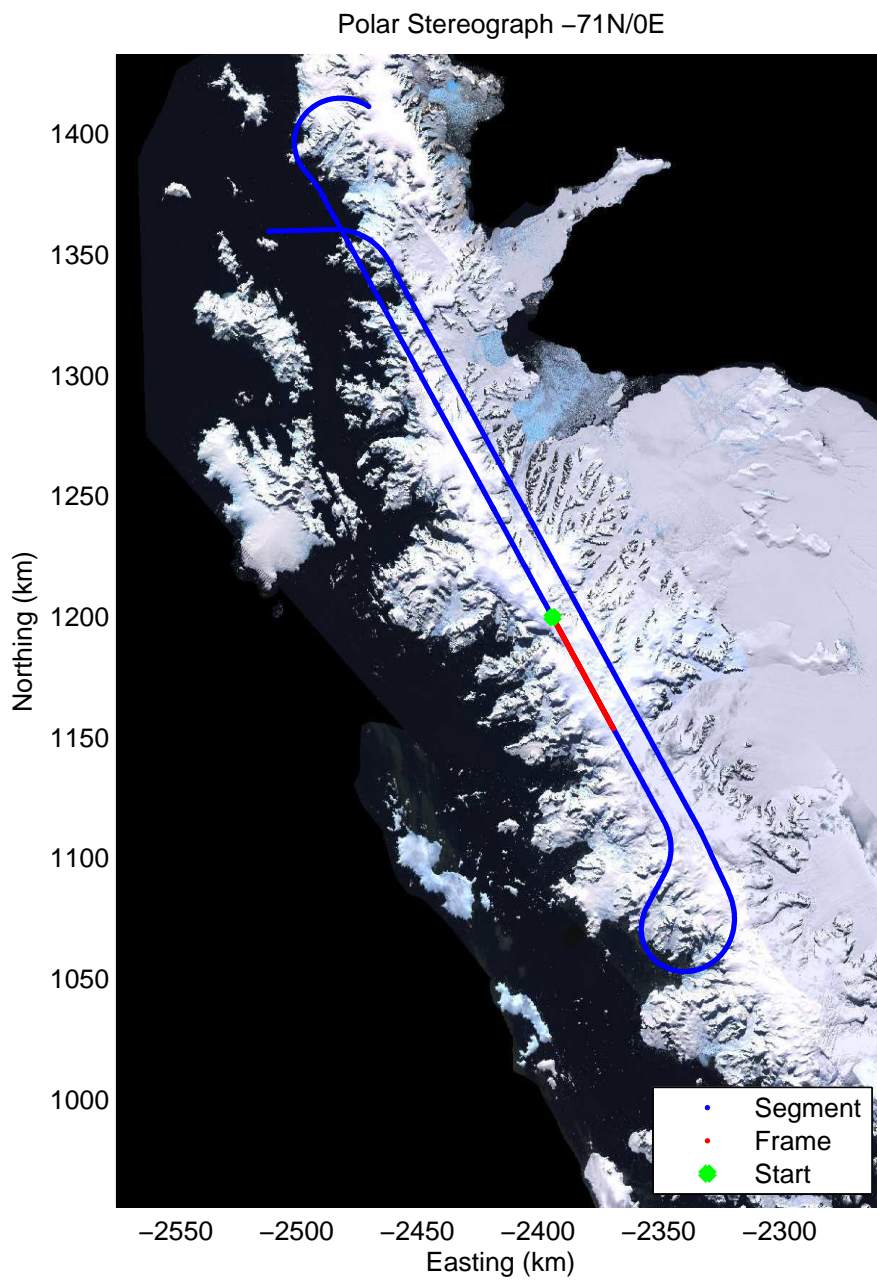 Polar Stereograph −71N/0E
1400
1350
1300
1250
1200
1150
1100
1050
1000
Northing (km)
−2550
−2500
−2450
−2400
−2350
−2300
Easting (km)
Segment
Frame
Start